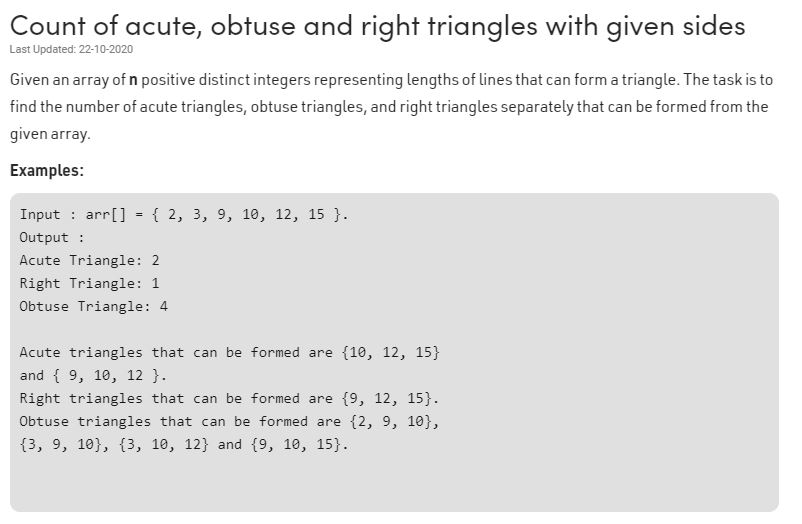 Count of acute, obtuse and right triangles with given sides
Last Updated: 22-10-2020
Given an array of n positive distinct integers representing lengths of lines that can form a triangle. The task is to
find the number of acute triangles, obtuse triangles, and right triangles separately that can be formed from the
given array.
Examples:
Input : arr[] = { 2, 3, 9, 10, 12, 15 }.
Output :
Acute Triangle: 2
Right Triangle: 1
Obtuse Triangle: 4
Acute triangles that can be formed are {10, 12, 15}
and { 9, 10, 12 }.
Right triangles that can be formed are {9, 12, 15}.
Obtuse triangles that can be formed are {2, 9, 10},
{3, 9, 10}, {3, 10, 12} and {9, 10, 15}.